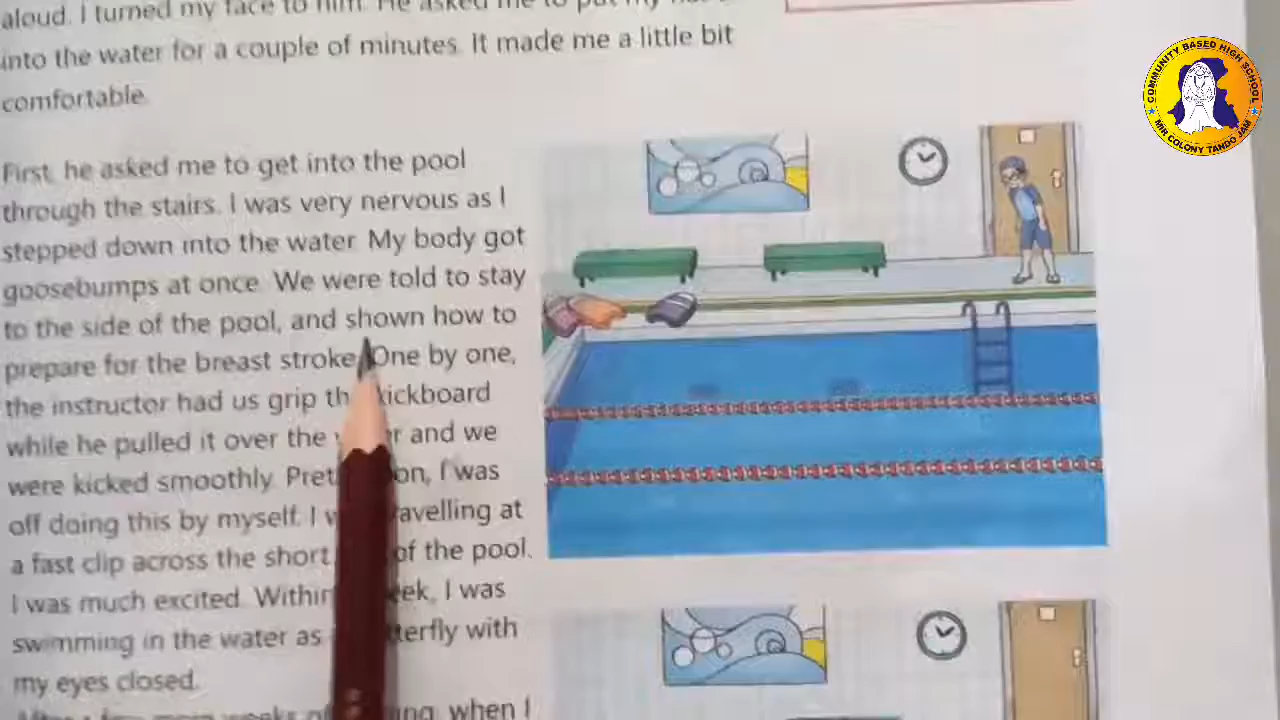 aloud. I turned my face to him. He asked me to put my
into the water for a couple of minutes. It made me a little bit
comfortable.
First, he asked me to get into the pool
through the stairs. I was very nervous as I
stepped down into the water. My body got
goosebumps at once. We were told to stay
to the side of the pool, and shown how to
prepare for the breast stroke. One by one,
the instructor had us grip the kickboard
while he pulled it over the and we
were kicked smoothly. I was
off doing this by myself. I travelling at
a fast clip across the short of the pool.
I was much excited. Within I was
swimming in the water as butterfly with
my eyes closed.
when I
COMMUNITY BASED HIGH SCHOOL
MIR COLONY TANDO JAM